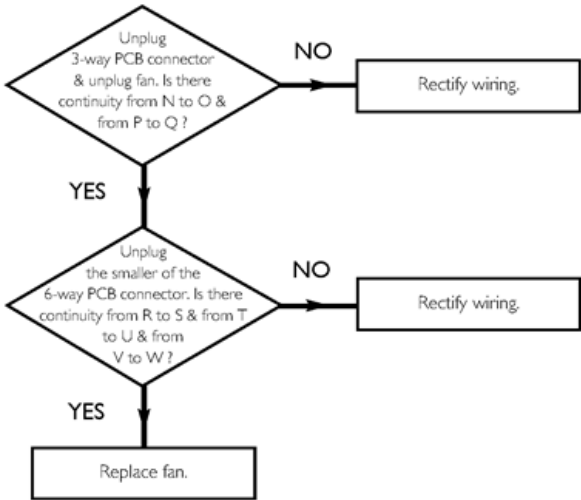 Unplug
3-way PCB connector
& unplug fan. Is there
continuity from N to O &
from P to Q ?
NO
Rectify wiring.
YES
Unplug
the smaller of the
6-way PCB connector. Is there
continuity from R to S & from T
to U & from
V to W ?
NO
Rectify wiring.
YES
Replace fan.